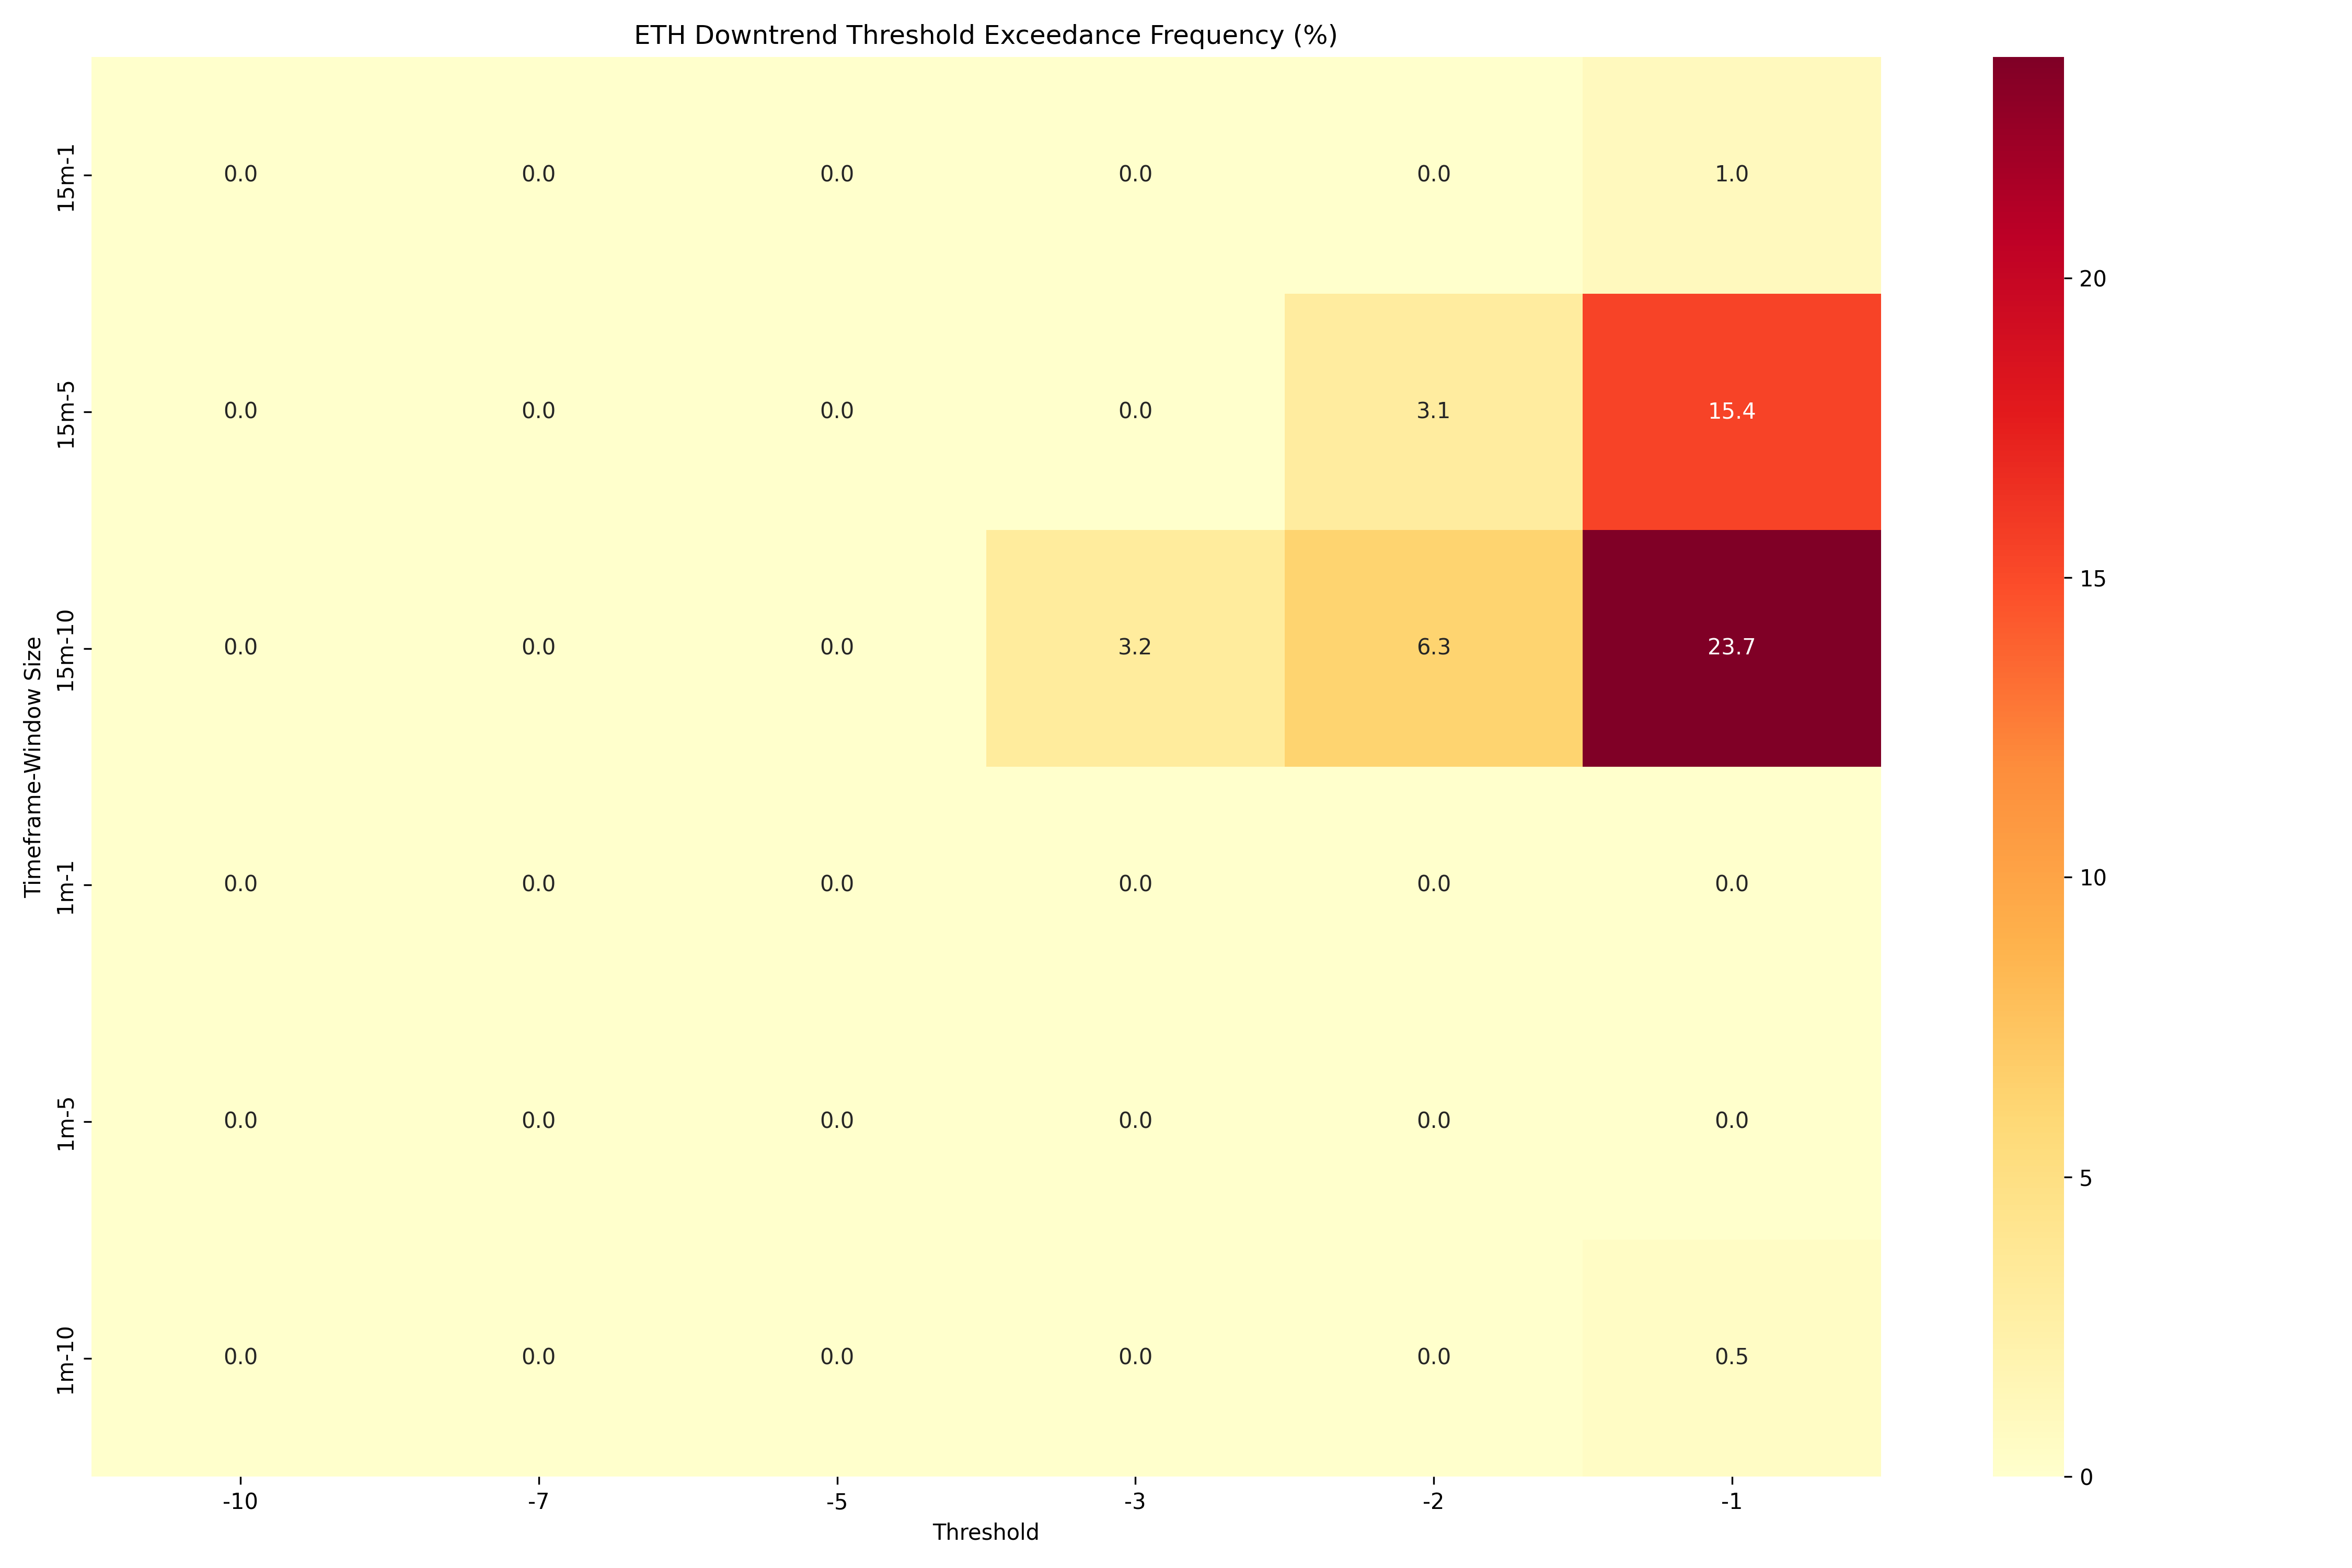 ETH Downtrend Threshold Exceedance Frequency (%)
Timeframe-Window Size
15m-1 0.0 0.0 0.0 0.0 0.0 1.0
15m-5 0.0 0.0 0.0 0.0 3.1 15.4
15m-10 0.0 0.0 0.0 3.2 6.3 23.7
1m-1 0.0 0.0 0.0 0.0 0.0 0.0
1m-5 0.0 0.0 0.0 0.0 0.0 0.0
1m-10 0.0 0.0 0.0 0.0 0.0 0.5
-10 -7 -5 -3 -2 -1
Threshold
20
15
10
5
0